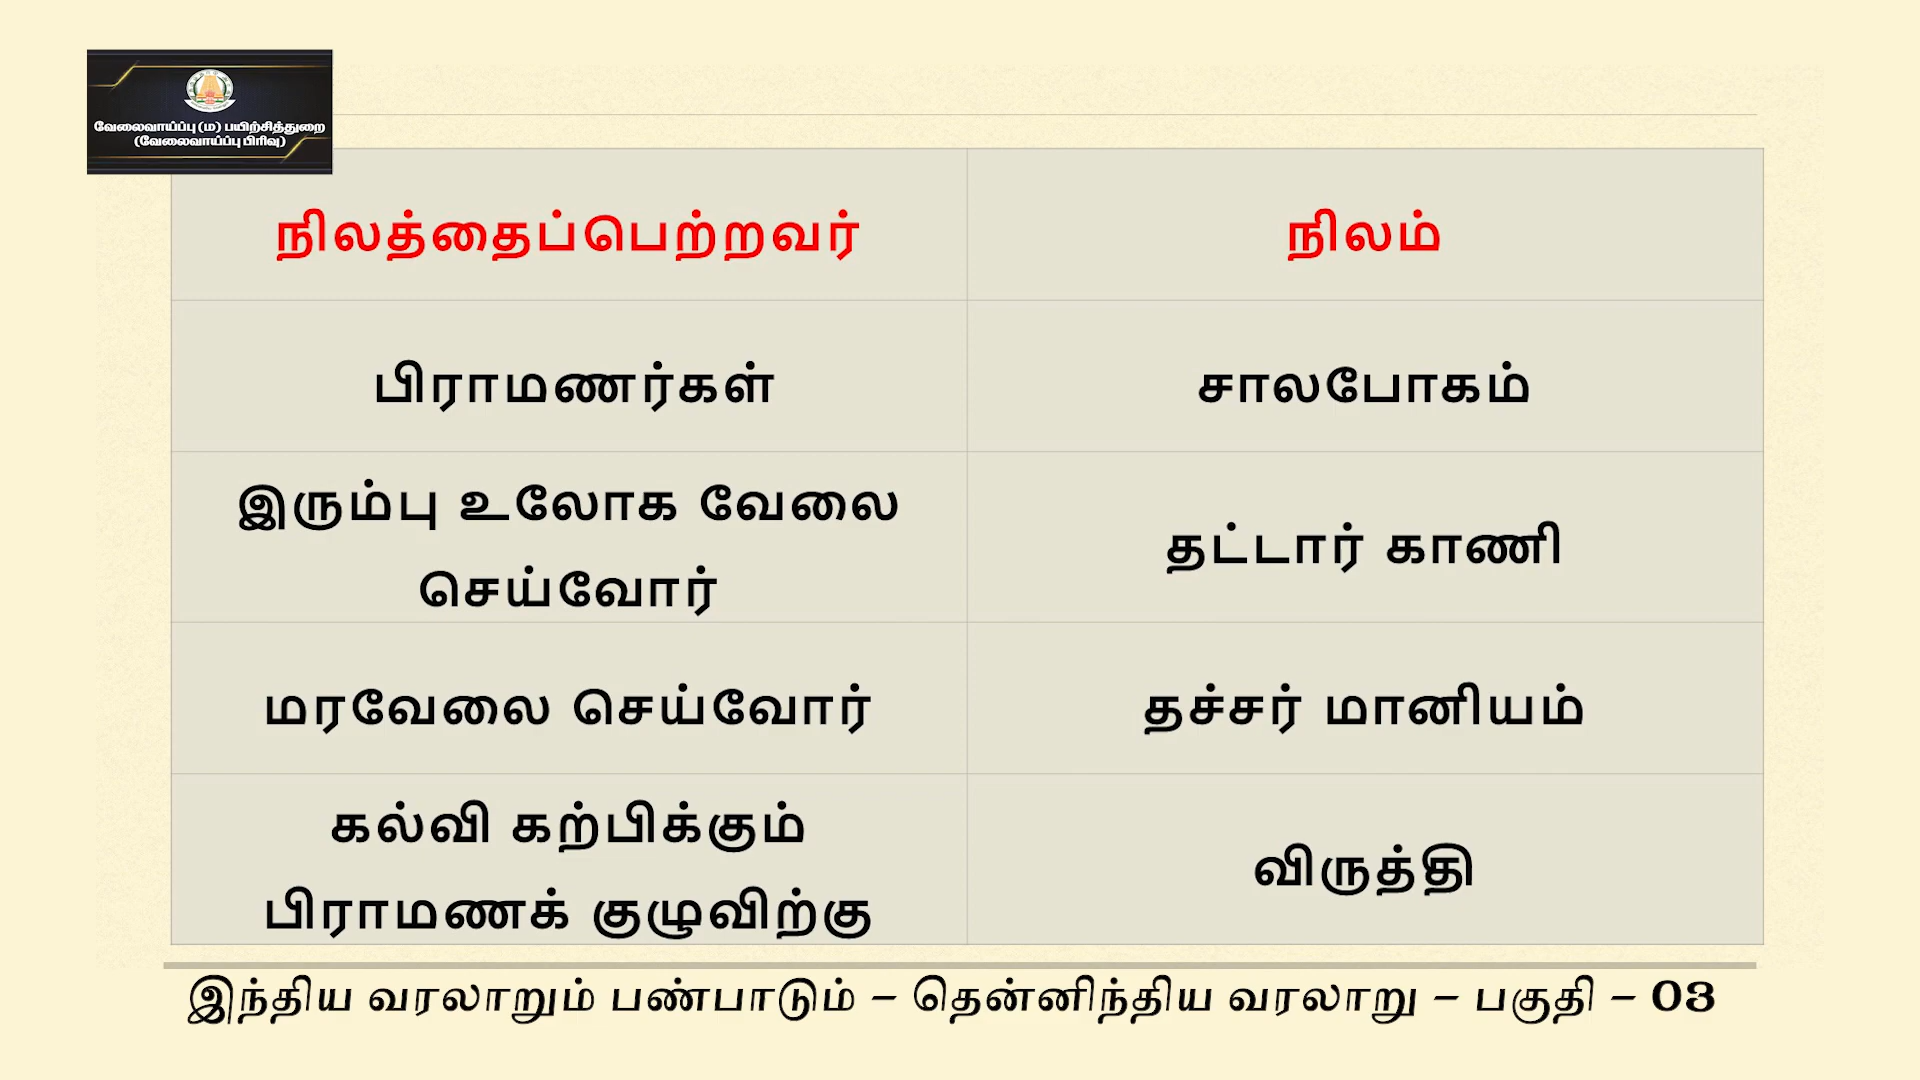 வேலைவாய்ப்பு (ம) பயிற்சித்துறை
(வேலைவாய்ப்பு பிரிவு)
நிலத்தைப்பெற்றவர் நிலம்
பிராமணர்கள் சாலபோகம்
இரும்பு உலோக வேலை
செய்வோர் தட்டார் காணி
மரவேலை செய்வோர் தச்சர் மானியம்
கல்வி கற்பிக்கும்
பிராமணக் குழுவிற்கு விருத்தி
இந்திய வரலாறும் பண்பாடும் – தென்னிந்திய வரலாறு – பகுதி – 03